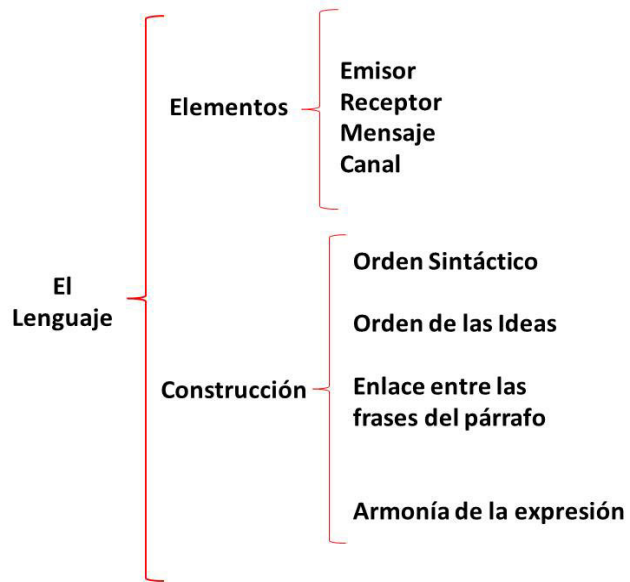 El
Lenguaje
Elementos
Emisor
Receptor
Mensaje
Canal
Construcción
Orden Sintáctico
Orden de las Ideas
Enlace entre las
frases del párrafo
Armonía de la expresión